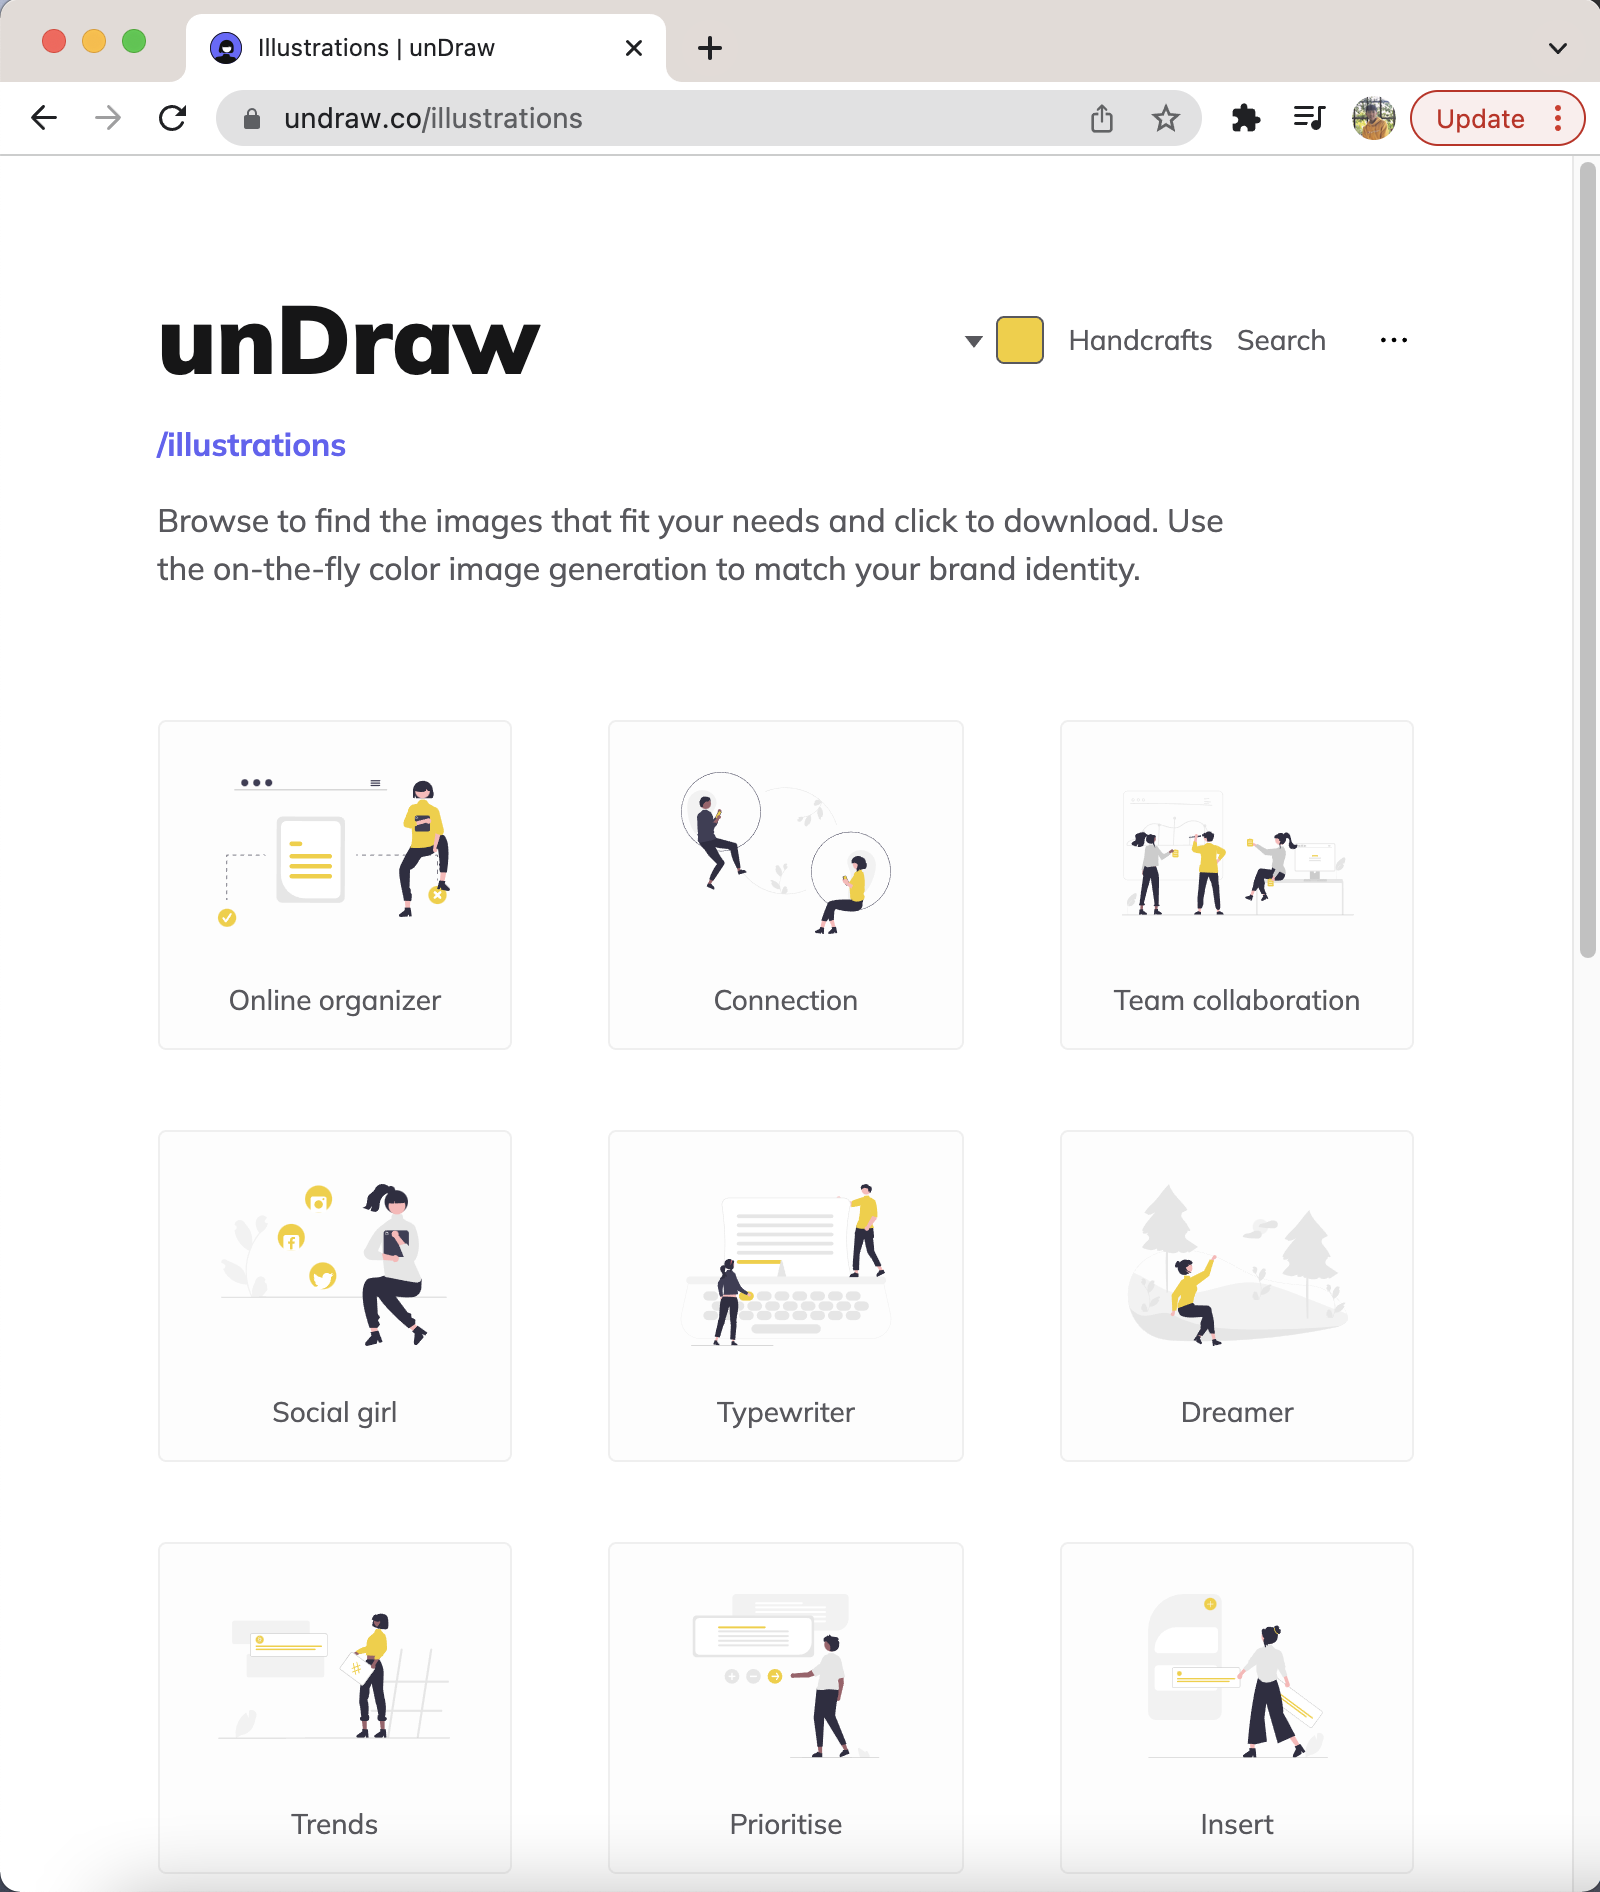 Illustrations | unDraw
undraw.co/illustrations
Update
unDraw
Handcrafts
Search
/illustrations
Browse to find the images that fit your needs and click to download. Use
the on-the-fly color image generation to match your brand identity.
Online organizer
Connection
Team collaboration
Social girl
Typewriter
Dreamer
Trends
Prioritise
Insert